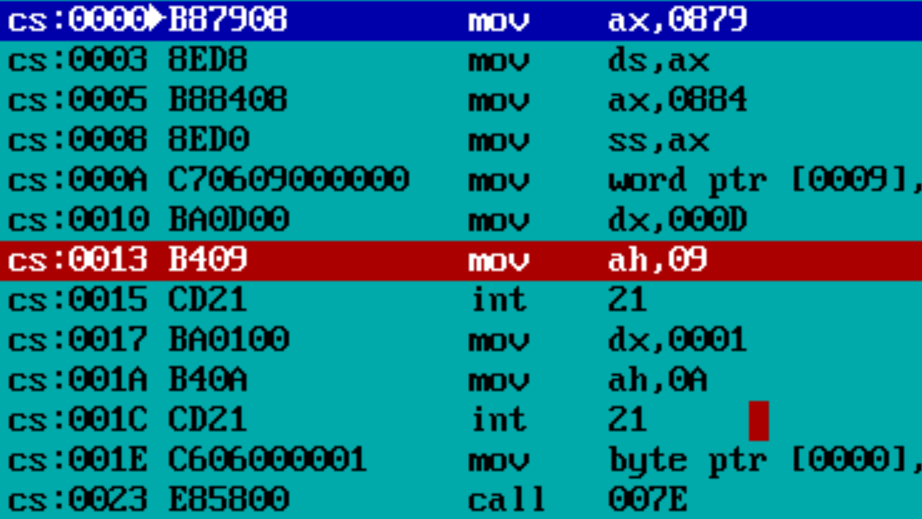 cs:0000►B87908 mov ax,0879
cs:0003 8ED8 mov ds,ax
cs:0005 B88408 mov ax,0884
cs:0008 8ED0 mov ss,ax
cs:000A C70609000000 mov word ptr [0009],
cs:0010 BA0D00 mov dx,000D
cs:0013 B409 mov ah,09
cs:0015 CD21 int 21
cs:0017 BA0100 mov dx,0001
cs:001A B40A mov ah,0A
cs:001C CD21 int 21
cs:001E C606000001 mov byte ptr [0000],
cs:0023 E85800 call 007E